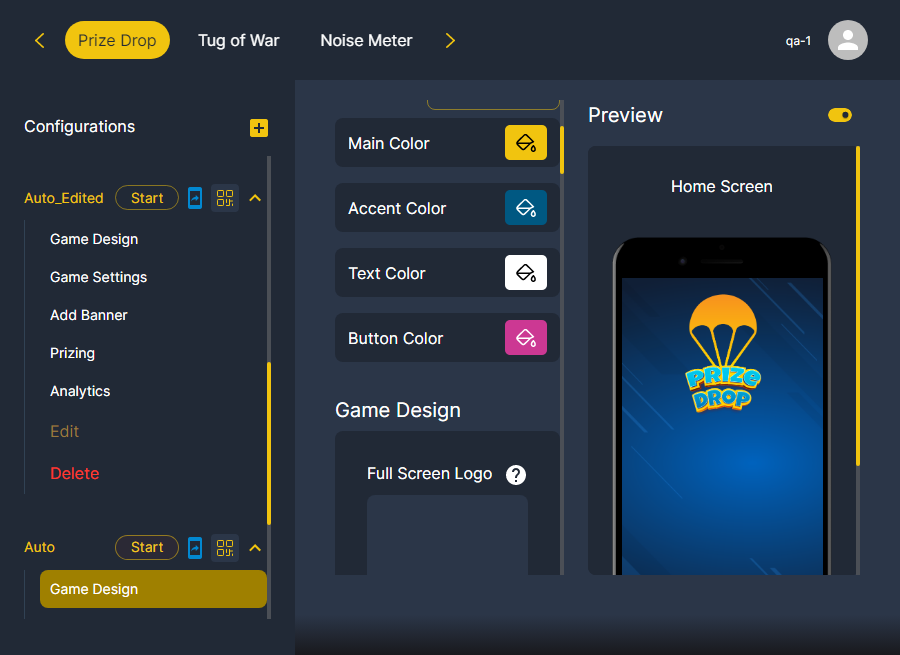 Prize Drop
Tug of War
Noise Meter
qa-1
Configurations
Auto_Edited
Start
Game Design
Game Settings
Add Banner
Prizing
Analytics
Edit
Delete
Auto
Start
Game Design
Main Color
Accent Color
Text Color
Button Color
Game Design
Full Screen Logo
?
Preview
Home Screen
PRIZE
DROP